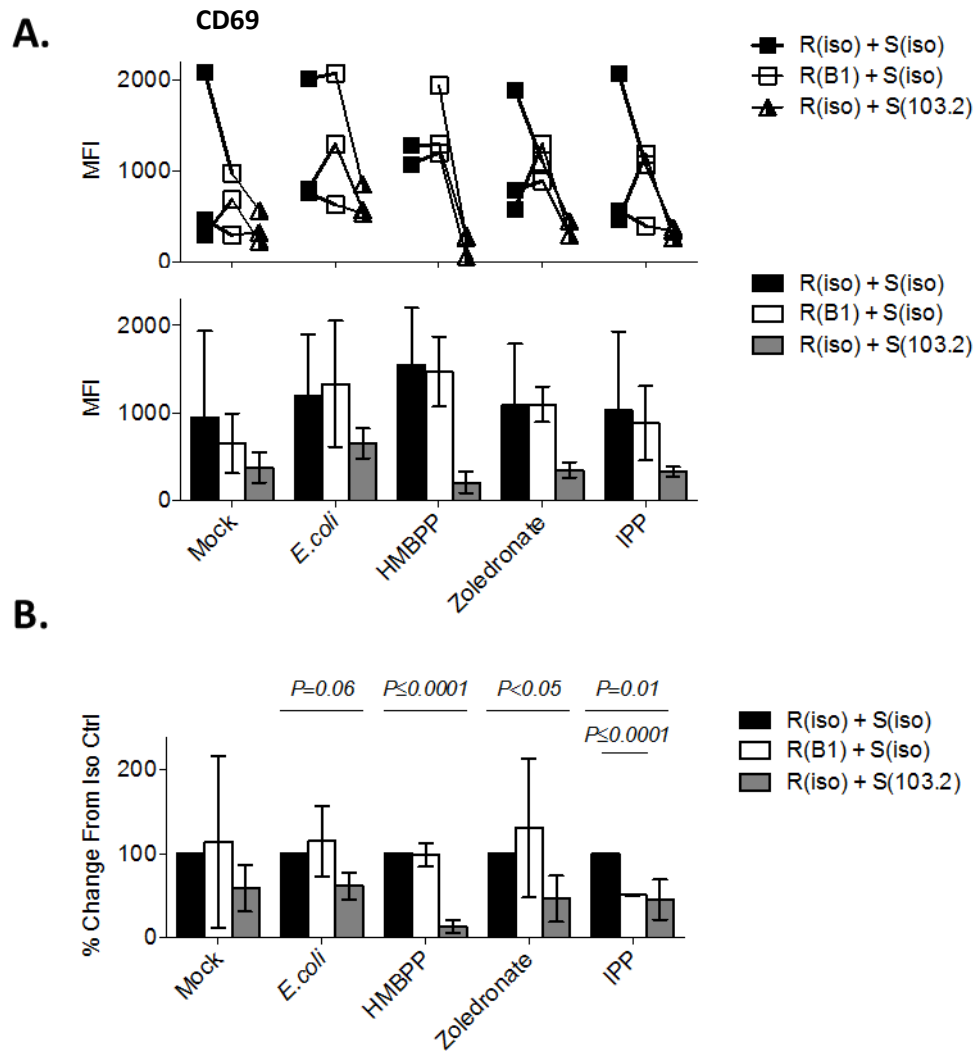 A.
CD69
MFI
2000
1000
0
R(iso) + S(iso)
R(B1) + S(iso)
R(iso) + S(103.2)
MFI
2000
1000
0
Mock
E.coli
HMBPP
Zoledronate
IPP
R(iso) + S(iso)
R(B1) + S(iso)
R(iso) + S(103.2)
B.
% Change From Iso Ctrl
200
100
0
P=0.06
P≤0.0001
P<0.05
P=0.01
P≤0.0001
Mock
E.coli
HMBPP
Zoledronate
IPP
R(iso) + S(iso)
R(B1) + S(iso)
R(iso) + S(103.2)